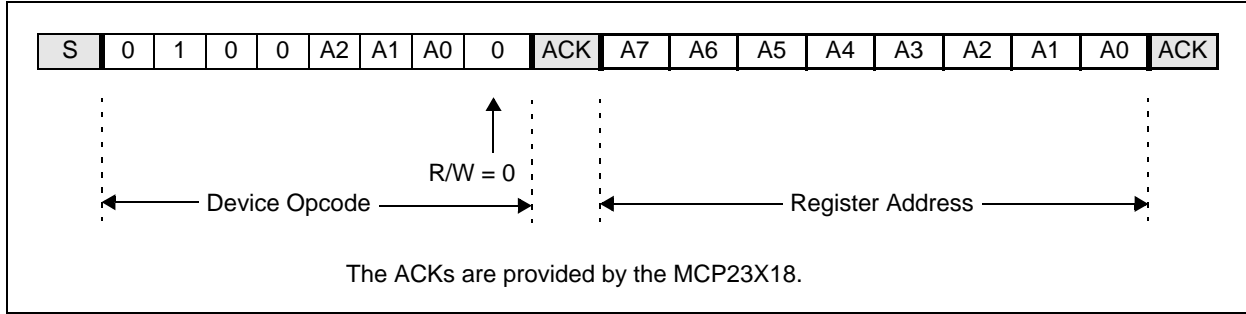 S 0 1 0 0 A2 A1 A0 0 ACK A7 A6 A5 A4 A3 A2 A1 A0 ACK
R/W = 0
Device Opcode Register Address
The ACKs are provided by the MCP23X18.